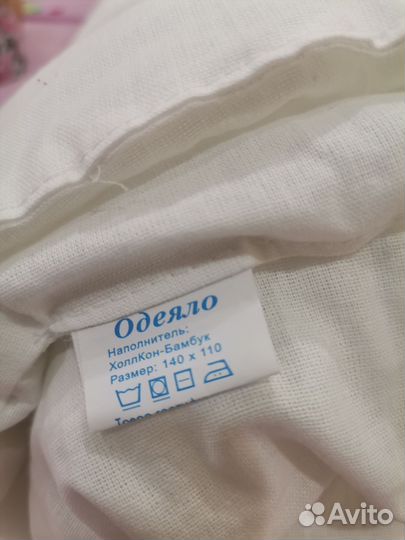 Одеяло
Наполнитель:
ХоллКон-Бамбук
Размер: 140 х 110
Avito